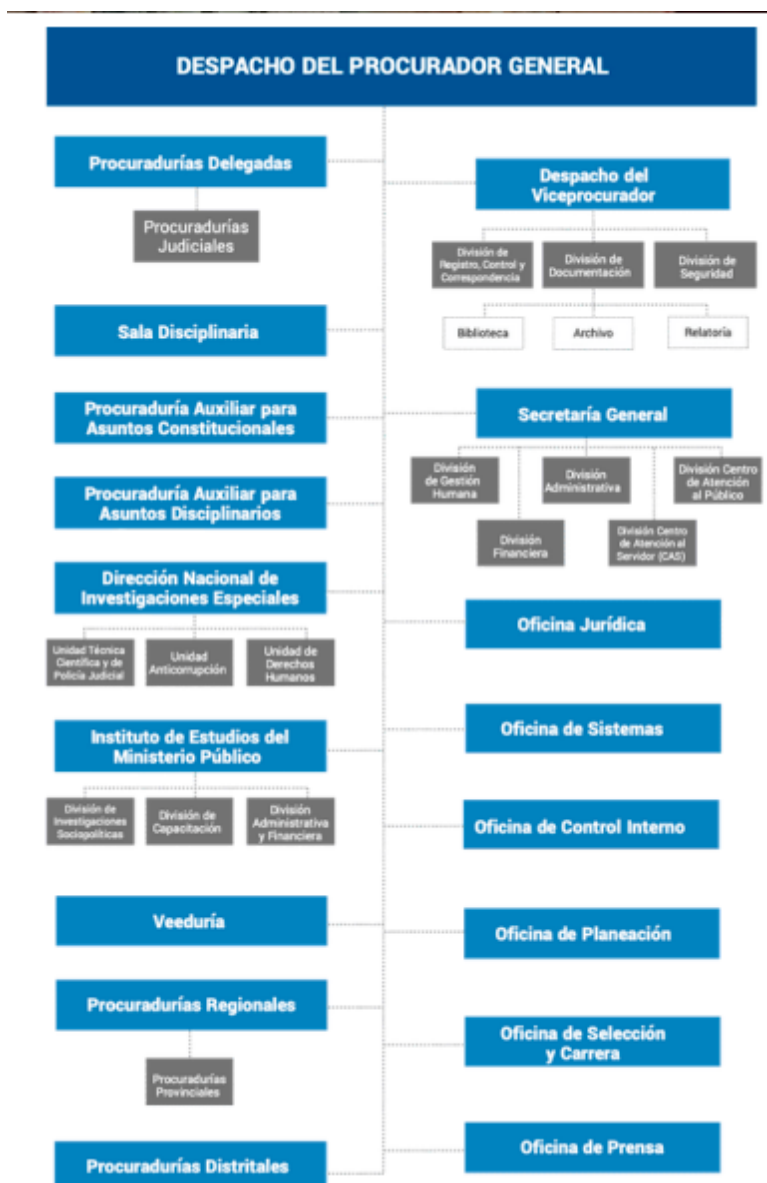 DESPACHO DEL PROCURADOR GENERAL
Procuradurías Delegadas
Procuradurías
Judiciales
Sala Disciplinaria
Procuraduría Auxiliar para
Asuntos Constitucionales
Procuraduría Auxiliar para
Asuntos Disciplinarios
Dirección Nacional de
Investigaciones Especiales
Unidad Técnica
Científica y de
Policía Judicial
Unidad
Anticorrupción
Unidad de
Derechos
Humanos
Instituto de Estudios del
Ministerio Público
División de
Investigaciones
Sociopolíticas
División de
Capacitación
División
Administrativa
y Financiera
Veeduría
Procuradurías Regionales
Procuradurías
Provinciales
Procuradurías Distritales
Despacho del
Viceprocurador
División de
Registro, Control y
Correspondencia
División de
Documentación
División de
Seguridad
Biblioteca
Archivo
Relatoría
Secretaría General
División
de Gestión
Humana
División
Administrativa
División Centro
de Atención
al Público
División
Financiera
División Centro
de Atención al
Servidor (CAS)
Oficina Jurídica
Oficina de Sistemas
Oficina de Control Interno
Oficina de Planeación
Oficina de Selección
y Carrera
Oficina de Prensa